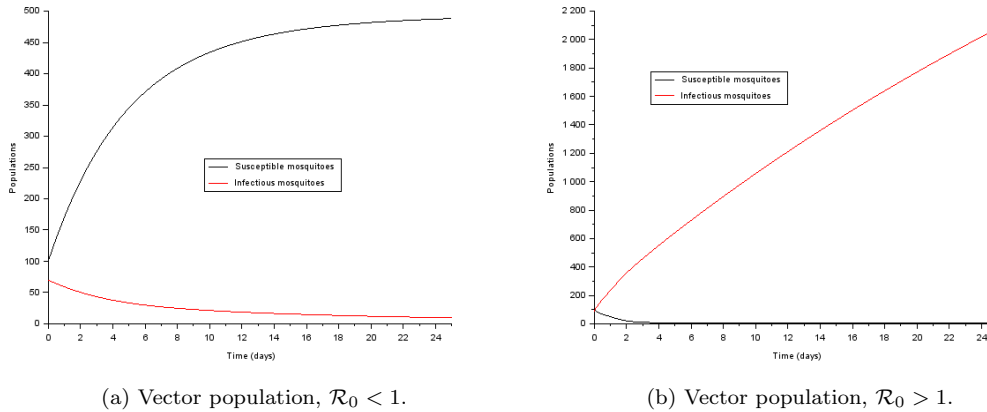 500
450
400
350
300
250
200
150
100
50
0
Populations
Susceptible mosquitoes
Infectious mosquitoes
0 2 4 6 8 10 12 14 16 18 20 22 24
Time (days)
(a) Vector population, R₀ < 1.
2 200
2 000
1 800
1 600
1 400
1 200
1 000
800
600
400
200
0
Populations
Susceptible mosquitoes
Infectious mosquitoes
0 2 4 6 8 10 12 14 16 18 20 22 24
Time (days)
(b) Vector population, R₀ > 1.